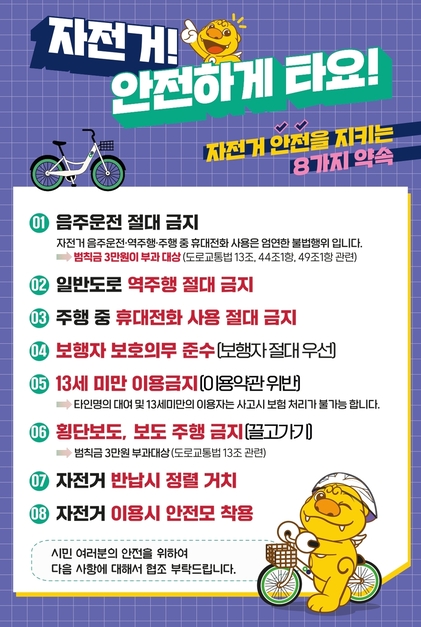 자전거!
안전하게 타요!
자전거 안전을 지키는
8가지 약속
01 음주운전 절대 금지
자전거 음주운전·역주행·주행 중 휴대전화 사용은 엄연한 불법행위 입니다.
범칙금 3만원이 부과 대상 (도로교통법 13조, 44조1항, 49조1항 관련)
02 일반도로 역주행 절대 금지
03 주행 중 휴대전화 사용 절대 금지
04 보행자 보호의무 준수(보행자 절대 우선)
05 13세 미만 이용금지(이용약관 위반)
타인명의 대여 및 13세미만의 이용자는 사고시 보험 처리가 불가능 합니다.
06 횡단보도, 보도 주행 금지(끌고가기)
범칙금 3만원 부과대상 (도로교통법 13조 관련)
07 자전거 반납시 정렬 거치
08 자전거 이용시 안전모 착용
시민 여러분의 안전을 위하여
다음 사항에 대해서 협조 부탁드립니다.